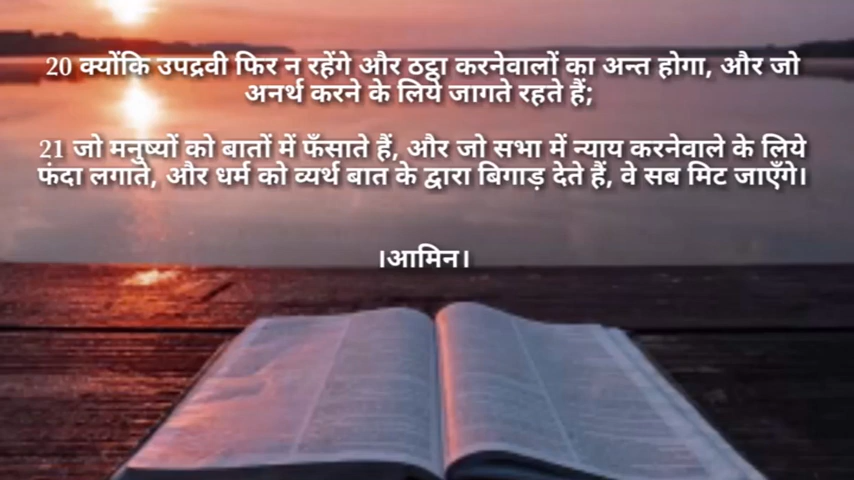 20 क्योंकि उपद्रवी फिर न रहेंगे और ठट्ठा करनेवालों का अन्त होगा, और जो
अनर्थ करने के लिये जागते रहते हैं;
21 जो मनुष्यों को बातों में फँसाते हैं, और जो सभा में न्याय करनेवाले के लिये
फंदा लगाते, और धर्म को व्यर्थ बात के द्वारा बिगाड़ देते हैं, वे सब मिट जाएँगे।
।आमिन।